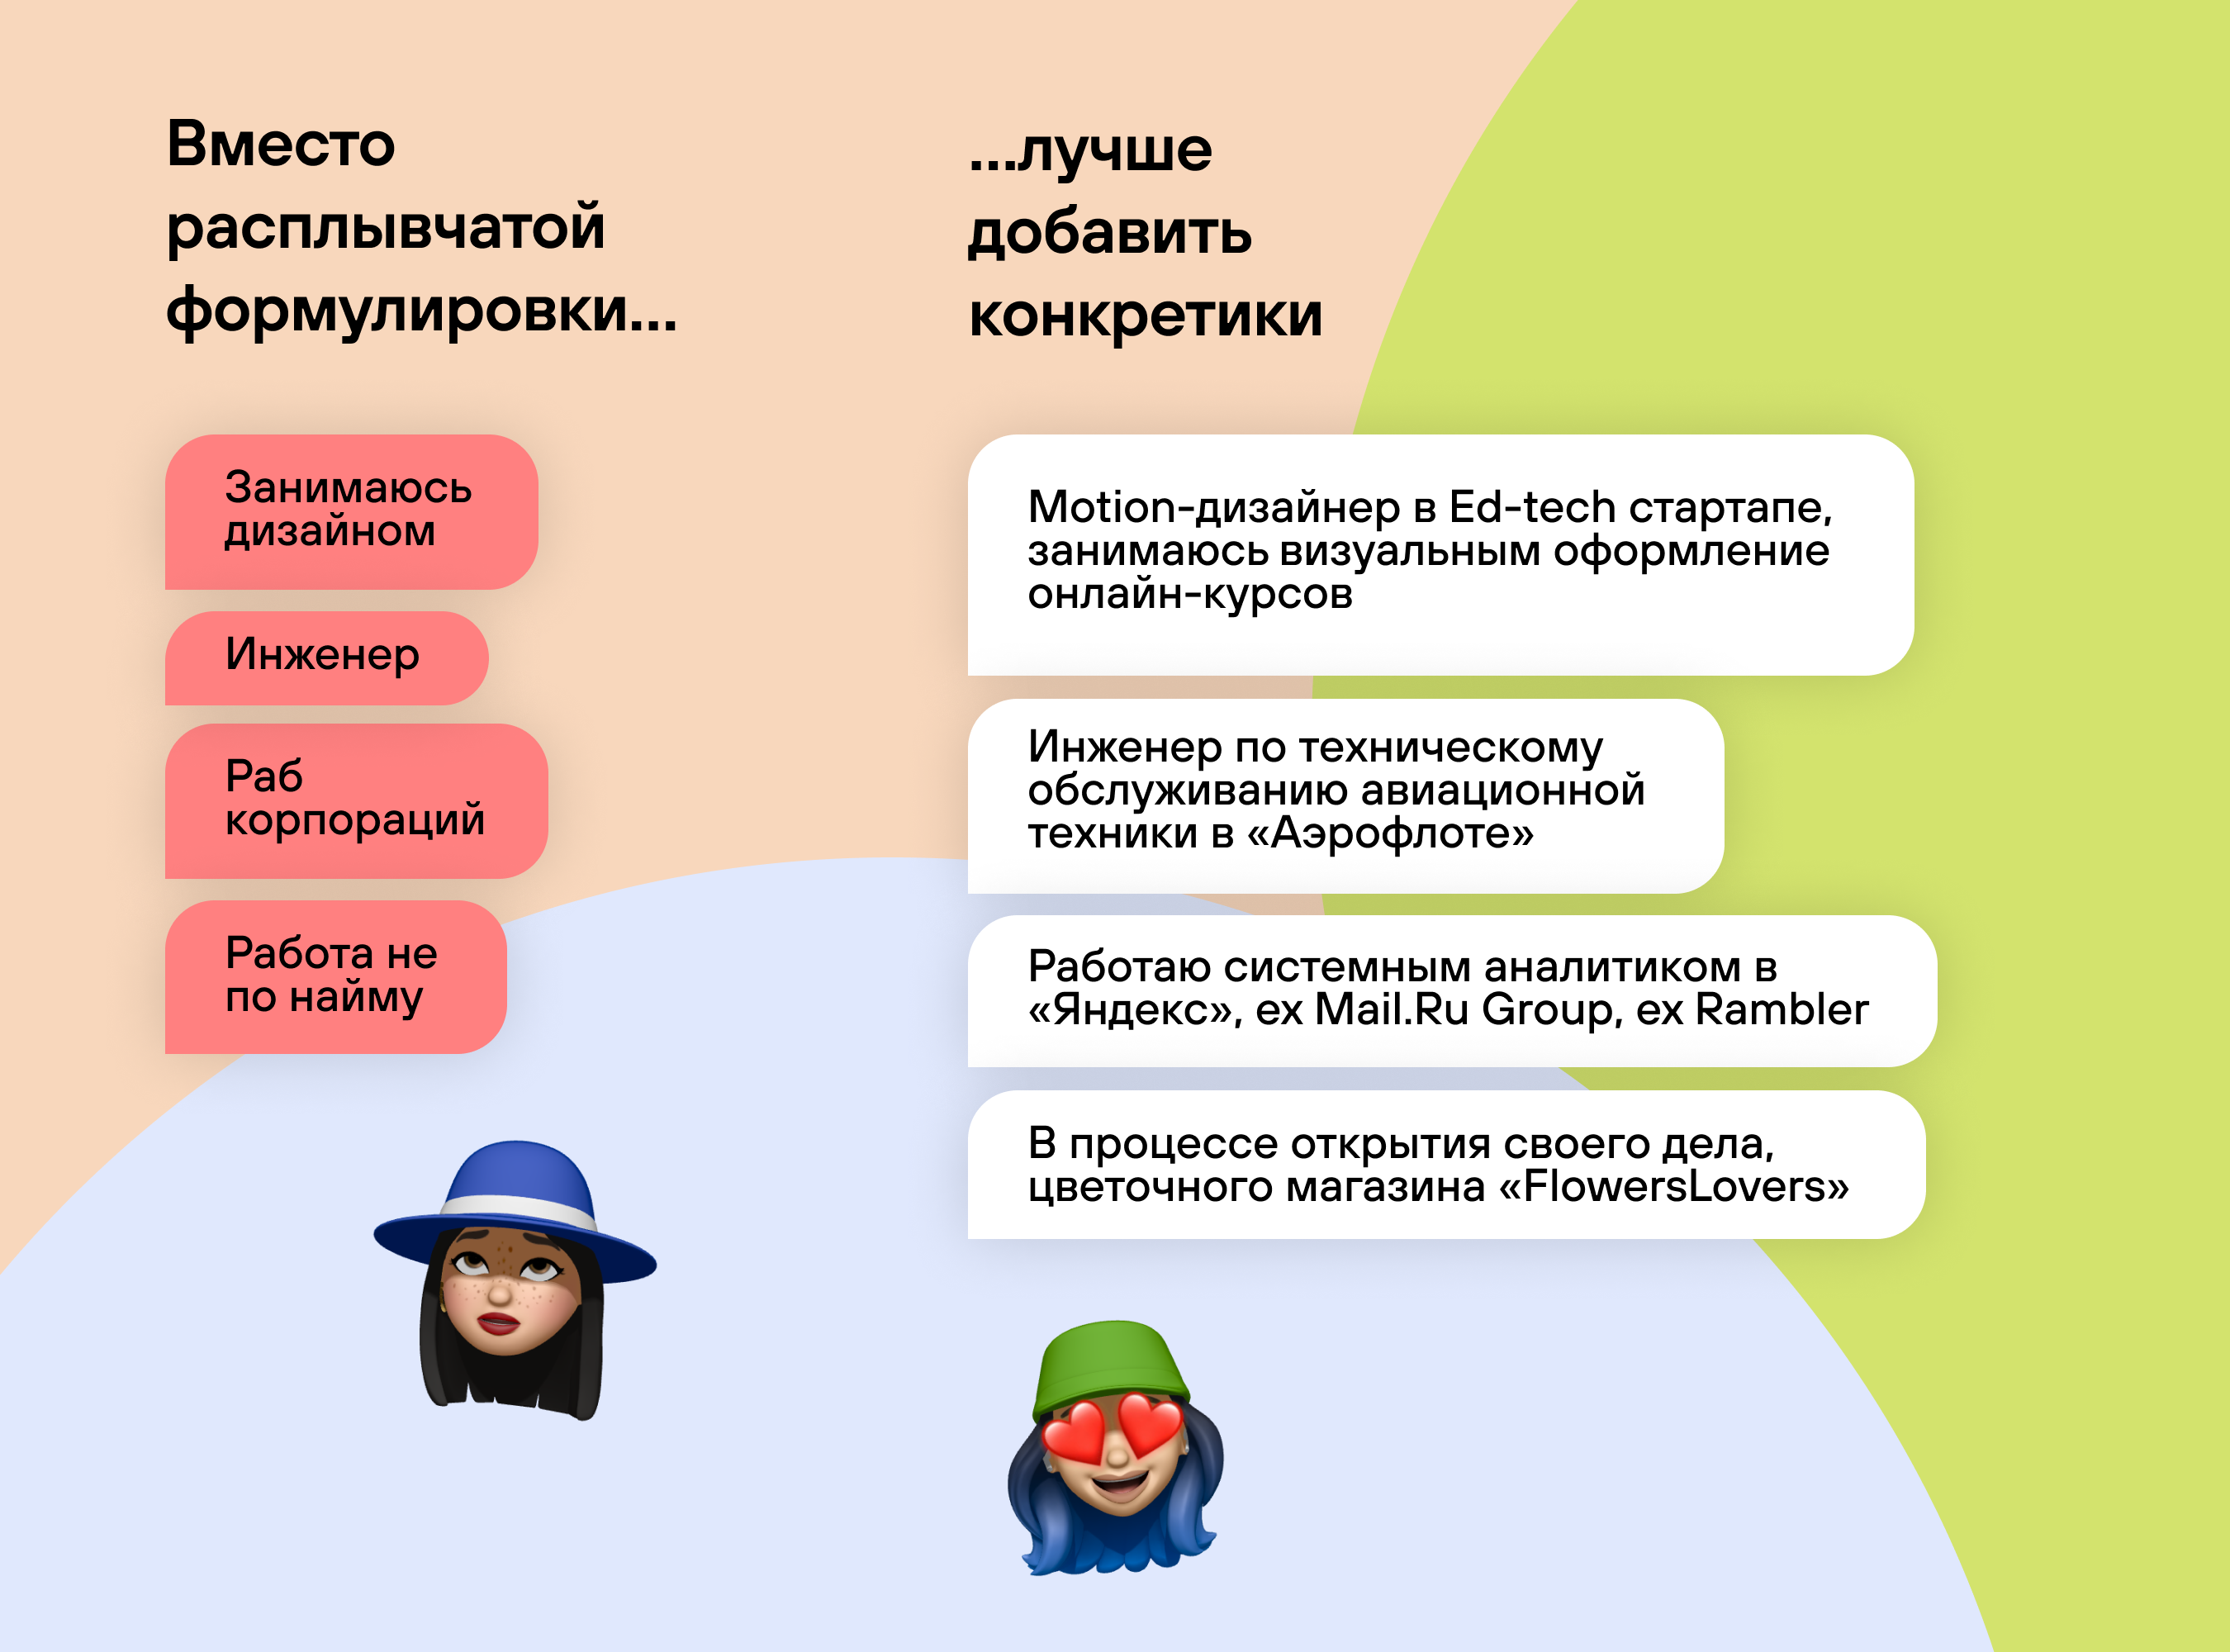 Вместо
расплывчатой
формулировки...
Занимаюсь
дизайном
Инженер
Раб
корпораций
Работа не
по найму
...лучше
добавить
конкретики
Motion-дизайнер в Ed-tech стартапе,
занимаюсь визуальным оформление
онлайн-курсов
Инженер по техническому
обслуживанию авиационной
техники в «Аэрофлоте»
Работаю системным аналитиком в
«Яндекс», ex Mail.Ru Group, ex Rambler
В процессе открытия своего дела,
цветочного магазина «FlowersLovers»